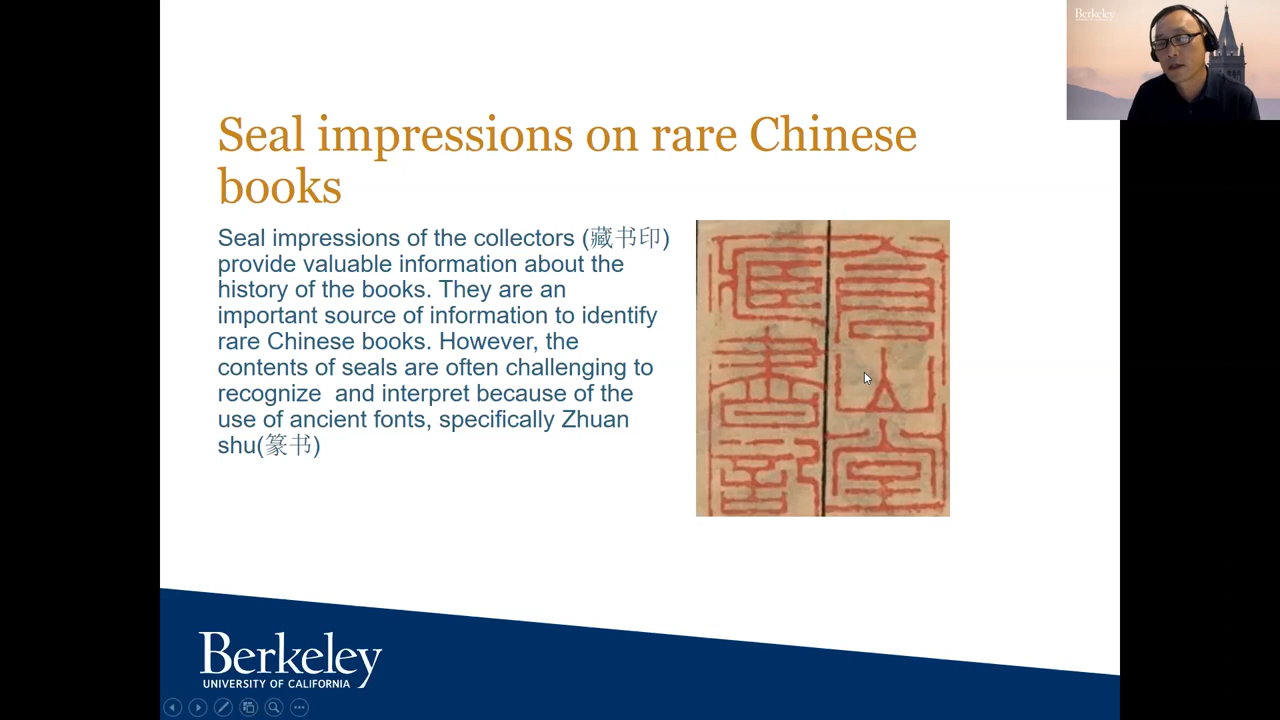 Berkeley
Seal impressions on rare Chinese
books
Seal impressions of the collectors (藏书印)
provide valuable information about the
history of the books. They are an
important source of information to identify
rare Chinese books. However, the
contents of seals are often challenging to
recognize  and interpret because of the
use of ancient fonts, specifically Zhuan
shu(篆书)
山堂
書
Berkeley
UNIVERSITY OF CALIFORNIA